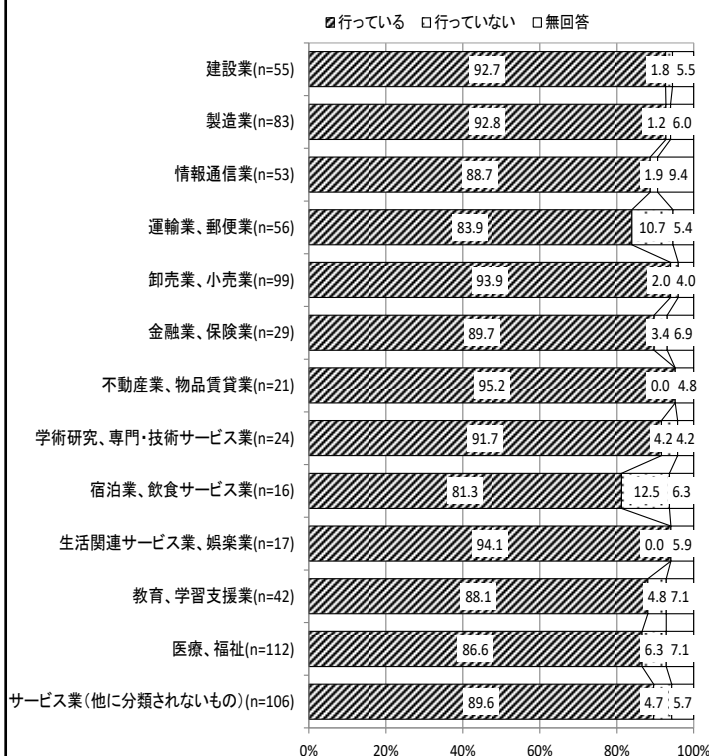 行っている 行っていない 無回答
建設業(n=55) 92.7 1.8 5.5
製造業(n=83) 92.8 1.2 6.0
情報通信業(n=53) 88.7 1.9 9.4
運輸業、郵便業(n=56) 83.9 10.7 5.4
卸売業、小売業(n=99) 93.9 2.0 4.0
金融業、保険業(n=29) 89.7 3.4 6.9
不動産業、物品賃貸業(n=21) 95.2 0.0 4.8
学術研究、専門・技術サービス業(n=24) 91.7 4.2 4.2
宿泊業、飲食サービス業(n=16) 81.3 12.5 6.3
生活関連サービス業、娯楽業(n=17) 94.1 0.0 5.9
教育、学習支援業(n=42) 88.1 4.8 7.1
医療、福祉(n=112) 86.6 6.3 7.1
サービス業(他に分類されないもの)(n=106) 89.6 4.7 5.7
0% 20% 40% 60% 80% 100%